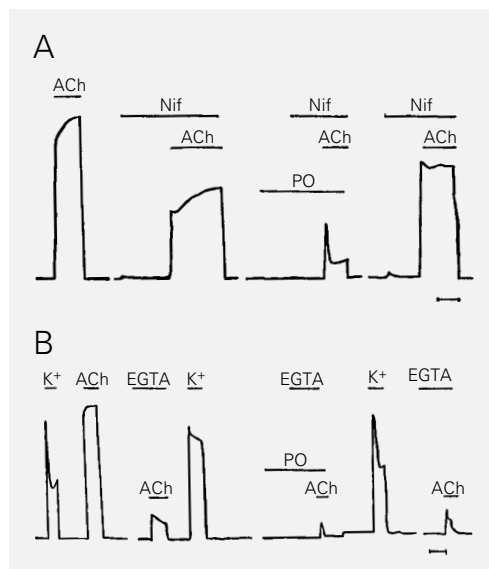 A
ACh
Nif Nif Nif
ACh ACh ACh
PO
B
K+ ACh EGTA K+ EGTA K+ EGTA
PO
ACh ACh ACh